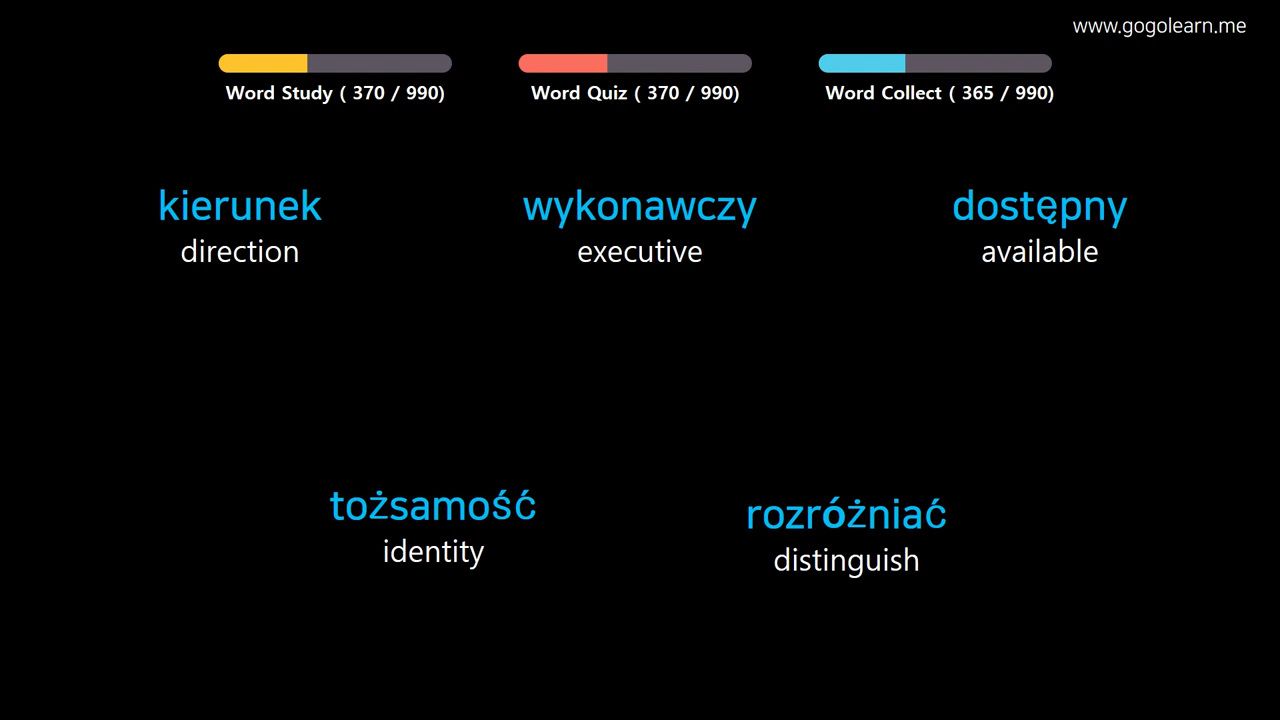 www.gogolearn.me
Word Study ( 370 / 990)
Word Quiz ( 370 / 990)
Word Collect ( 365 / 990)
kierunek
direction
wykonawczy
executive
dostępny
available
tożsamość
identity
rozróżniać
distinguish